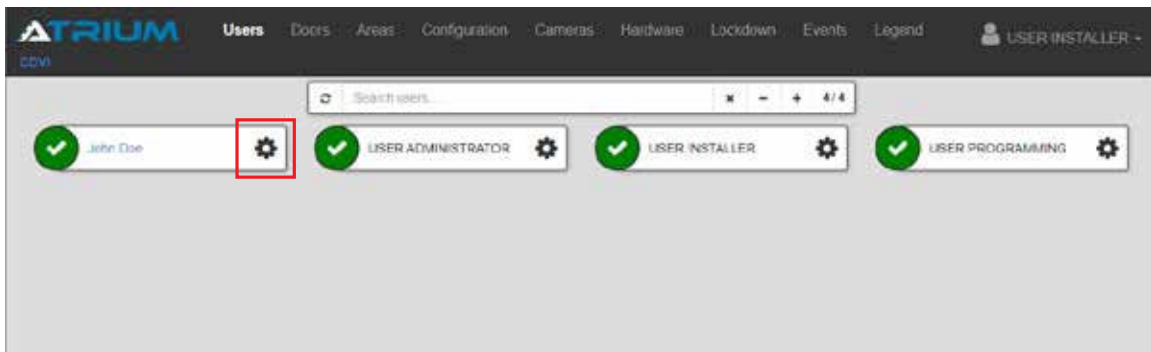 ATRIUM Users Doors Areas Configuration Cameras Hardware Lockdown Events Legend USER INSTALLER
CDVI
Search users... × − + 4/4
John Doe USER ADMINISTRATOR USER INSTALLER USER PROGRAMMING